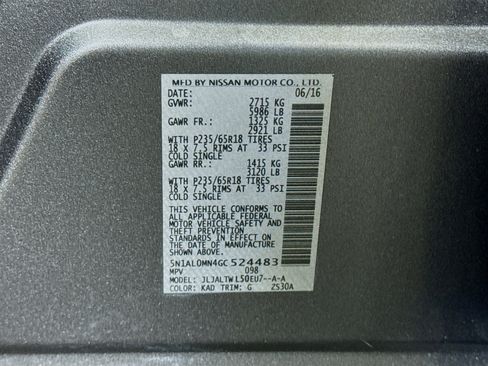 MFD BY NISSAN MOTOR CO., LTD.
DATE: 06/16
GVWR: 2715 KG
5986 LB
GAWR FR.: 1325 KG
2921 LB
WITH P235/65R18 TIRES
18 x 7.5 RIMS AT 33 PSI
COLD SINGLE
GAWR RR.: 1415 KG
3120 LB
WITH P235/65R18 TIRES
18 x 7.5 RIMS AT 33 PSI
COLD SINGLE
THIS VEHICLE CONFORMS TO
ALL APPLICABLE FEDERAL
MOTOR VEHICLE SAFETY AND
THEFT PREVENTION
STANDARDS IN EFFECT ON
THE DATE OF MANUFACTURE
SHOWN ABOVE.
5N1AL0MN4GC524483
MPV 098
MODEL: JLJALTWL50EU7--A-A
COLOR: KAD TRIM: G ZS30A